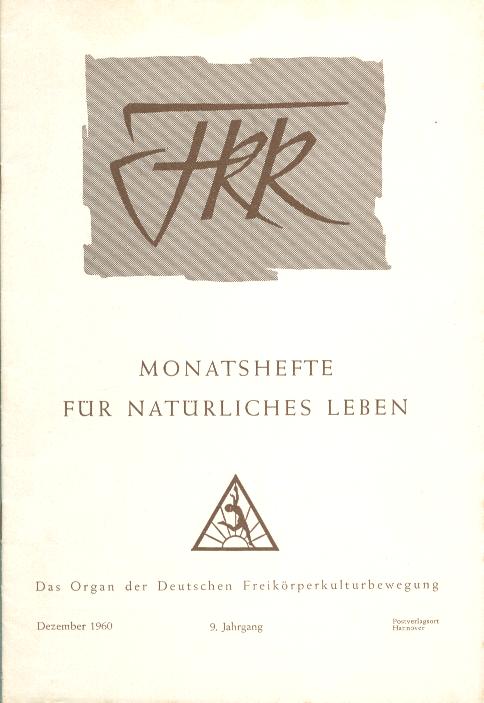 FKK
MONATSHEFTE
FÜR NATÜRLICHES LEBEN
Das Organ der Deutschen Freikörperkulturbewegung
Dezember 1960 9. Jahrgang Postverlagsort
Hannover